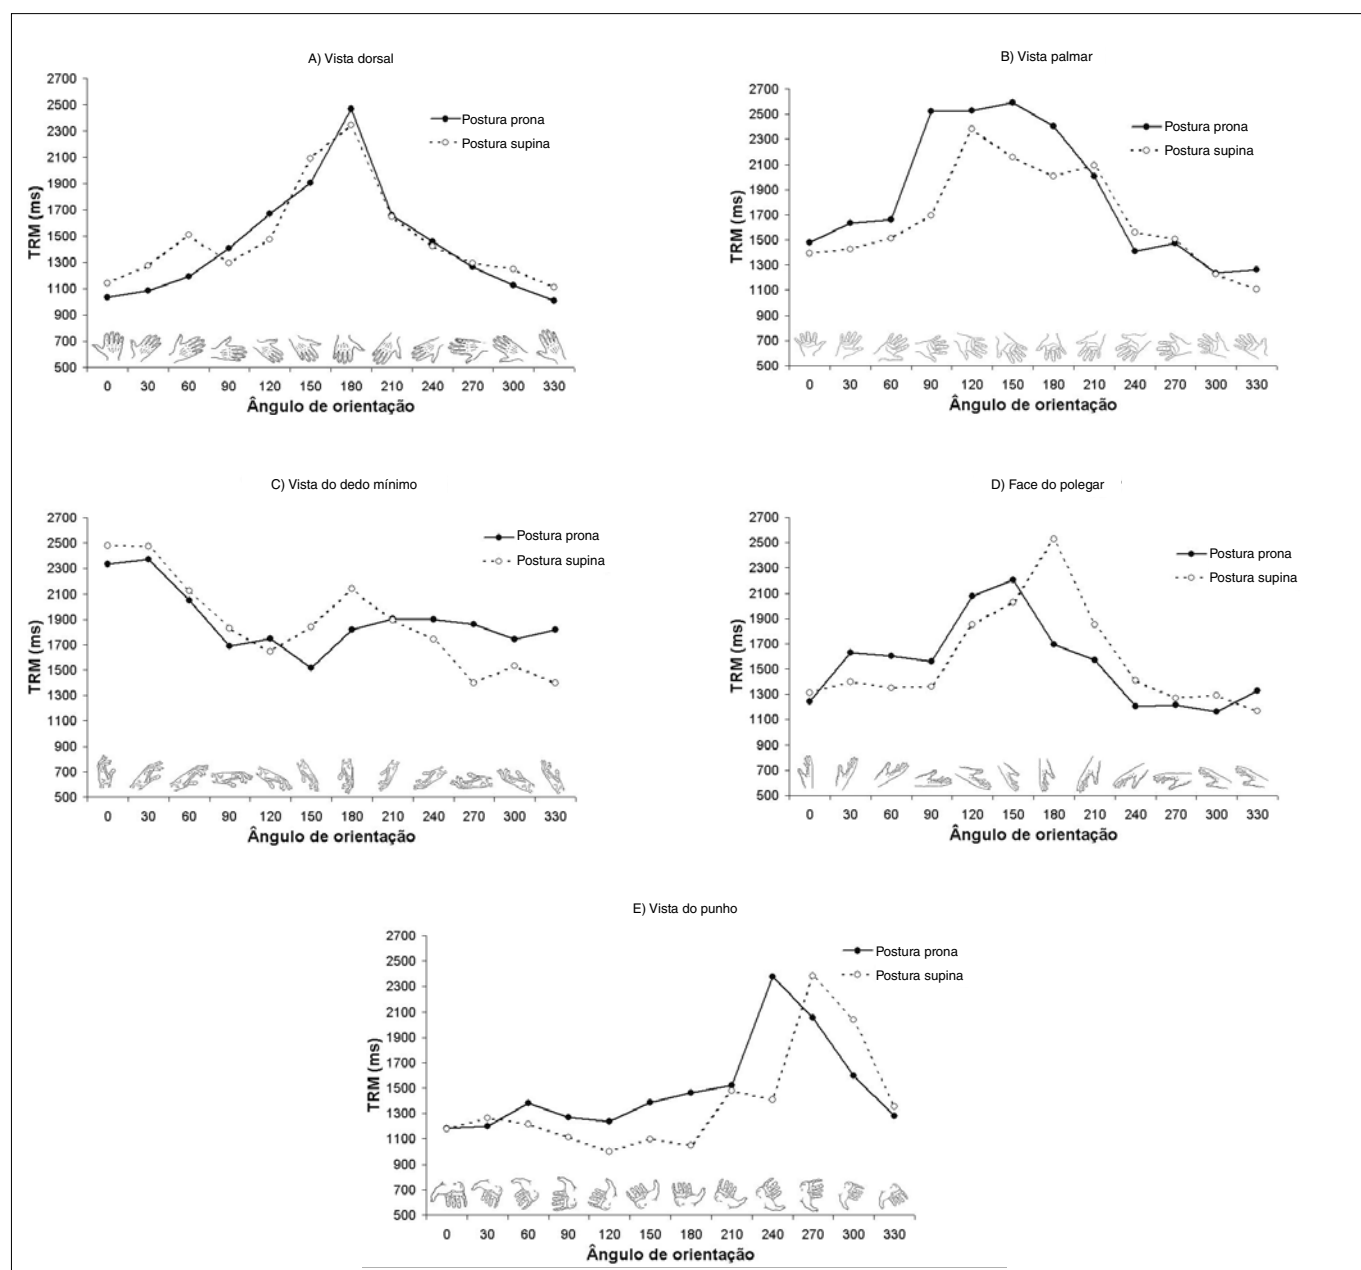 A) Vista dorsal
2700
2500
2300
2100
1900
1700
1500
1300
1100
900
700
500
TRM (ms)
Postura prona
Postura supina
0 30 60 90 120 150 180 210 240 270 300 330
Ângulo de orientação
B) Vista palmar
2700
2500
2300
2100
1900
1700
1500
1300
1100
900
700
500
TRM (ms)
Postura prona
Postura supina
0 30 60 90 120 150 180 210 240 270 300 330
Ângulo de orientação
C) Vista do dedo mínimo
2700
2500
2300
2100
1900
1700
1500
1300
1100
900
700
500
TRM (ms)
Postura prona
Postura supina
0 30 60 90 120 150 180 210 240 270 300 330
Ângulo de orientação
D) Face do polegar
2700
2500
2300
2100
1900
1700
1500
1300
1100
900
700
500
TRM (ms)
Postura prona
Postura supina
0 30 60 90 120 150 180 210 240 270 300 330
Ângulo de orientação
E) Vista do punho
2700
2500
2300
2100
1900
1700
1500
1300
1100
900
700
500
TRM (ms)
Postura prona
Postura supina
0 30 60 90 120 150 180 210 240 270 300 330
Ângulo de orientação